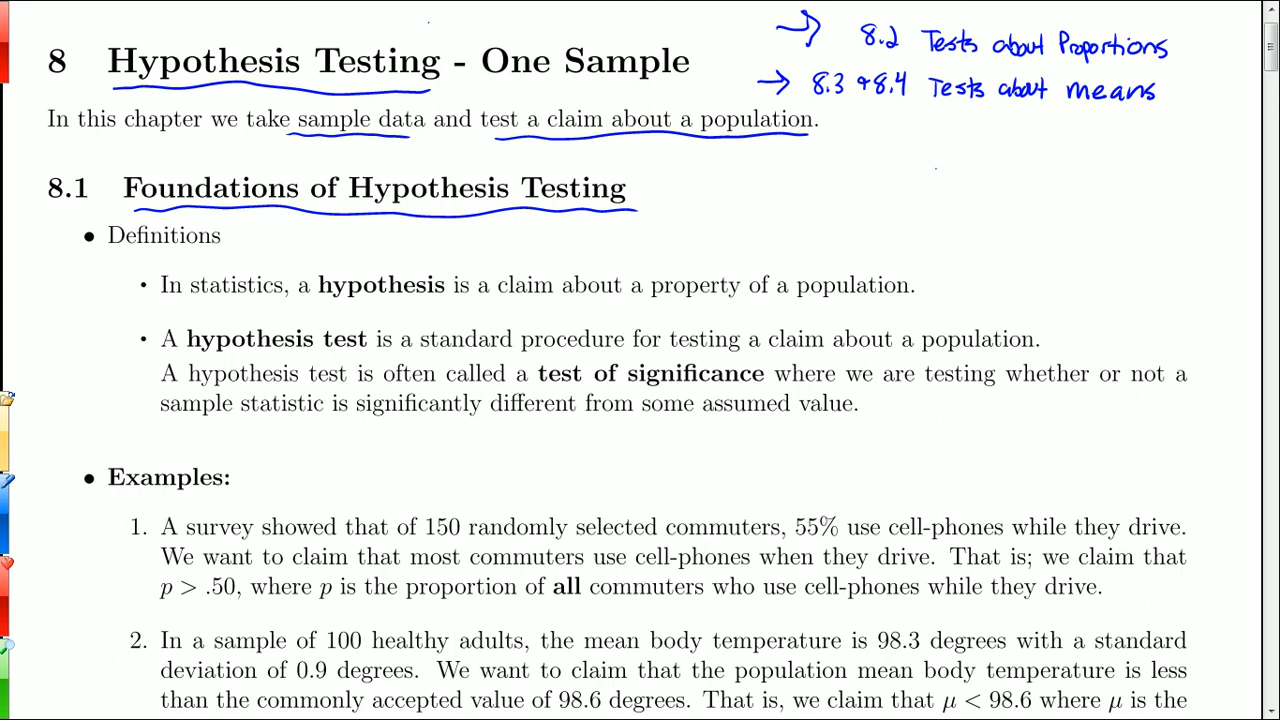 8 Hypothesis Testing - One Sample
→ 8.2 Tests about Proportions
→ 8.3 & 8.4 Tests about means
In this chapter we take sample data and test a claim about a population.
8.1 Foundations of Hypothesis Testing
• Definitions
· In statistics, a hypothesis is a claim about a property of a population.
· A hypothesis test is a standard procedure for testing a claim about a population.
A hypothesis test is often called a test of significance where we are testing whether or not a
sample statistic is significantly different from some assumed value.
• Examples:
1. A survey showed that of 150 randomly selected commuters, 55% use cell-phones while they drive.
We want to claim that most commuters use cell-phones when they drive. That is; we claim that
p > .50, where p is the proportion of all commuters who use cell-phones while they drive.
2. In a sample of 100 healthy adults, the mean body temperature is 98.3 degrees with a standard
deviation of 0.9 degrees. We want to claim that the population mean body temperature is less
than the commonly accepted value of 98.6 degrees. That is, we claim that μ < 98.6 where μ is the